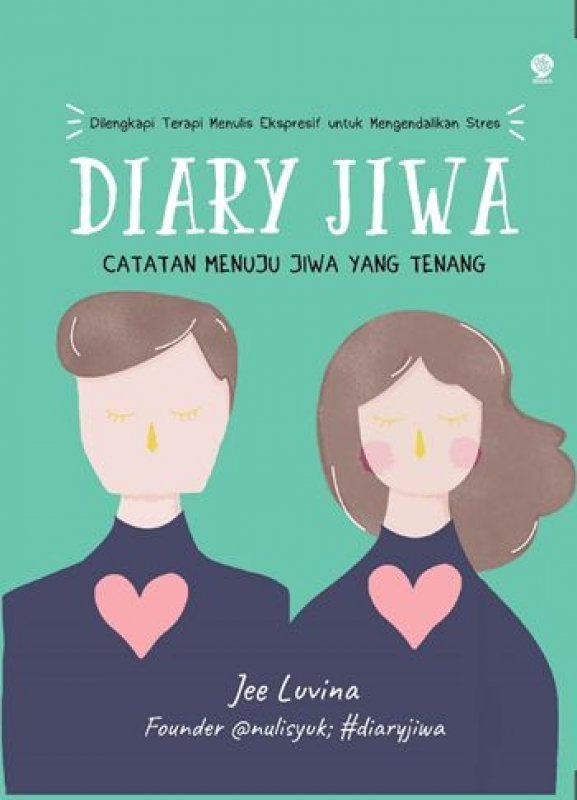 Dilengkapi Terapi Menulis Ekspresif untuk Mengendalikan Stres
DIARY JIWA
CATATAN MENUJU JIWA YANG TENANG
Jee Luvina
Founder @nulisyuk; #diaryjiwa